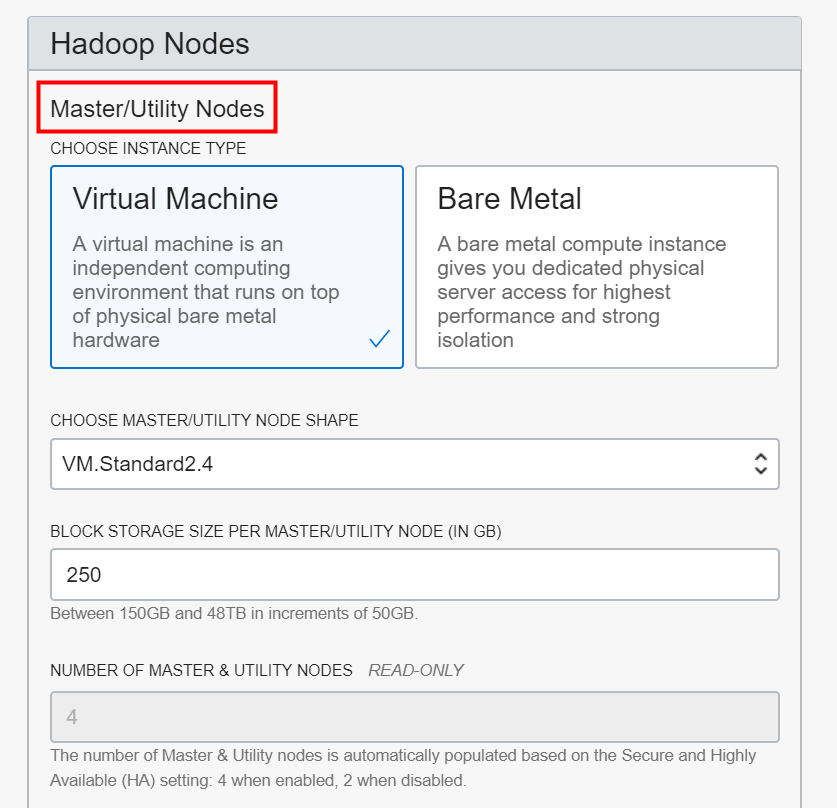 Hadoop Nodes
Master/Utility Nodes
CHOOSE INSTANCE TYPE
Virtual Machine
A virtual machine is an
independent computing
environment that runs on top
of physical bare metal
hardware
Bare Metal
A bare metal compute instance
gives you dedicated physical
server access for highest
performance and strong
isolation
CHOOSE MASTER/UTILITY NODE SHAPE
VM.Standard2.4
BLOCK STORAGE SIZE PER MASTER/UTILITY NODE (IN GB)
250
Between 150GB and 48TB in increments of 50GB.
NUMBER OF MASTER & UTILITY NODES READ-ONLY
4
The number of Master & Utility nodes is automatically populated based on the Secure and Highly
Available (HA) setting: 4 when enabled, 2 when disabled.